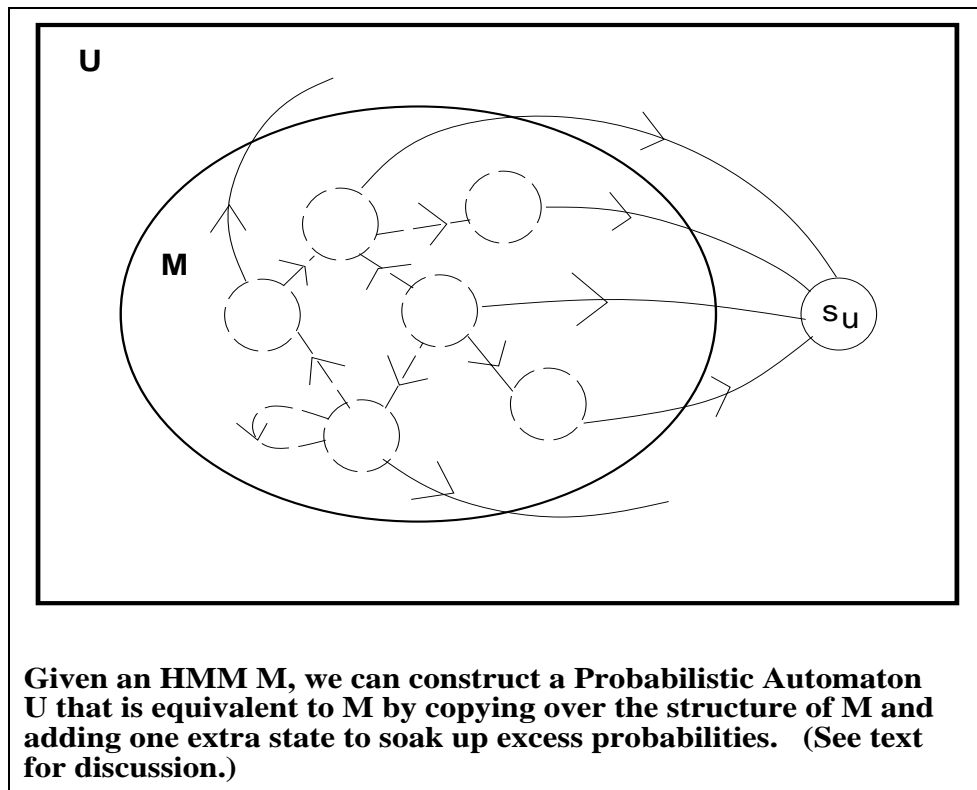 U
M
su
Given an HMM M, we can construct a Probabilistic Automaton
U that is equivalent to M by copying over the structure of M and
adding one extra state to soak up excess probabilities. (See text
for discussion.)